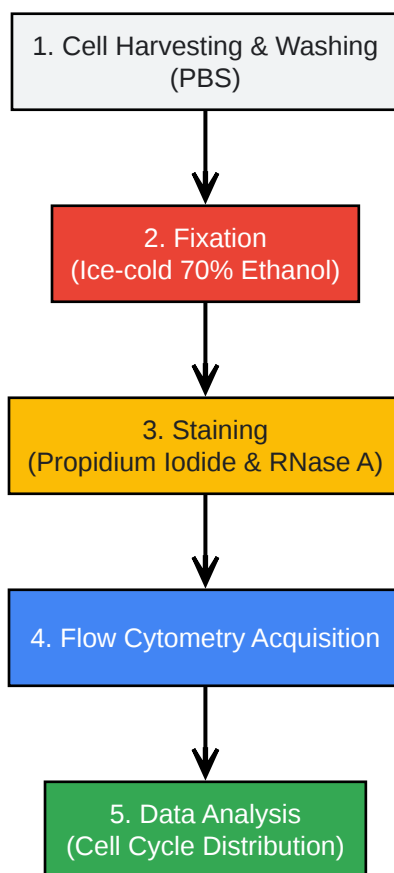 1. Cell Harvesting & Washing
(PBS)
2. Fixation
(Ice-cold 70% Ethanol)
3. Staining
(Propidium Iodide & RNase A)
4. Flow Cytometry Acquisition
5. Data Analysis
(Cell Cycle Distribution)